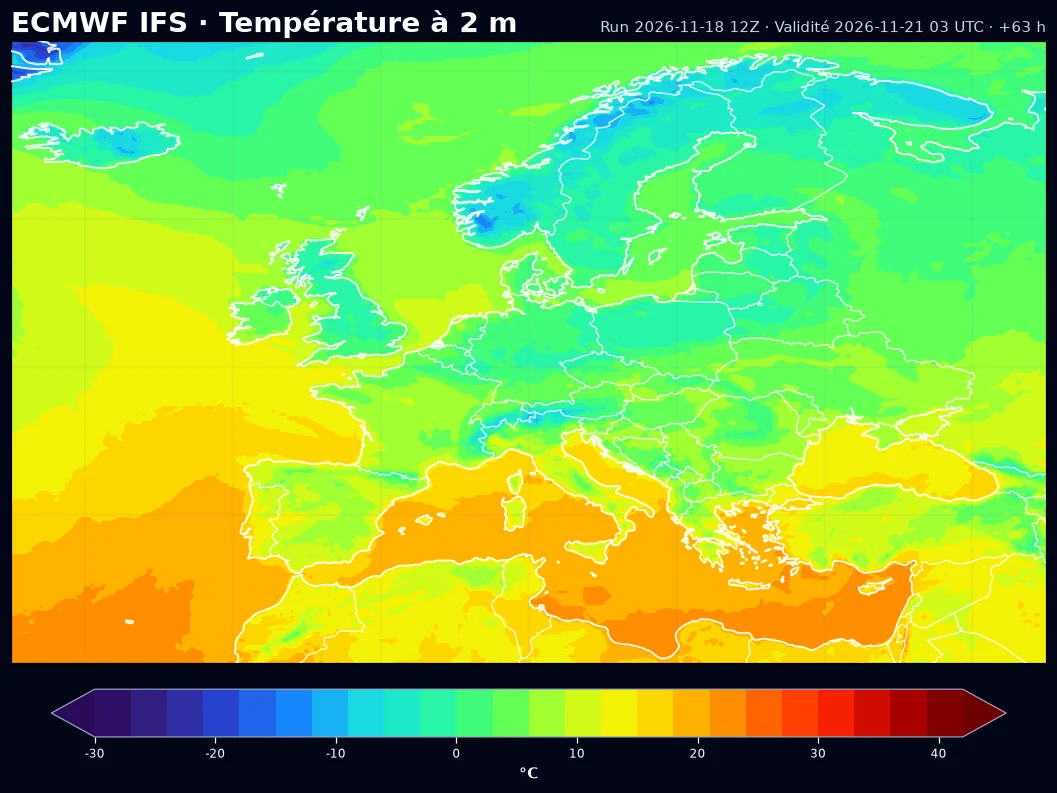 ECMWF IFS · Température à 2 m
Run 2026-11-18 12Z · Validité 2026-11-21 03 UTC · +63 h
-30 -20 -10 0 10 20 30 40
°C